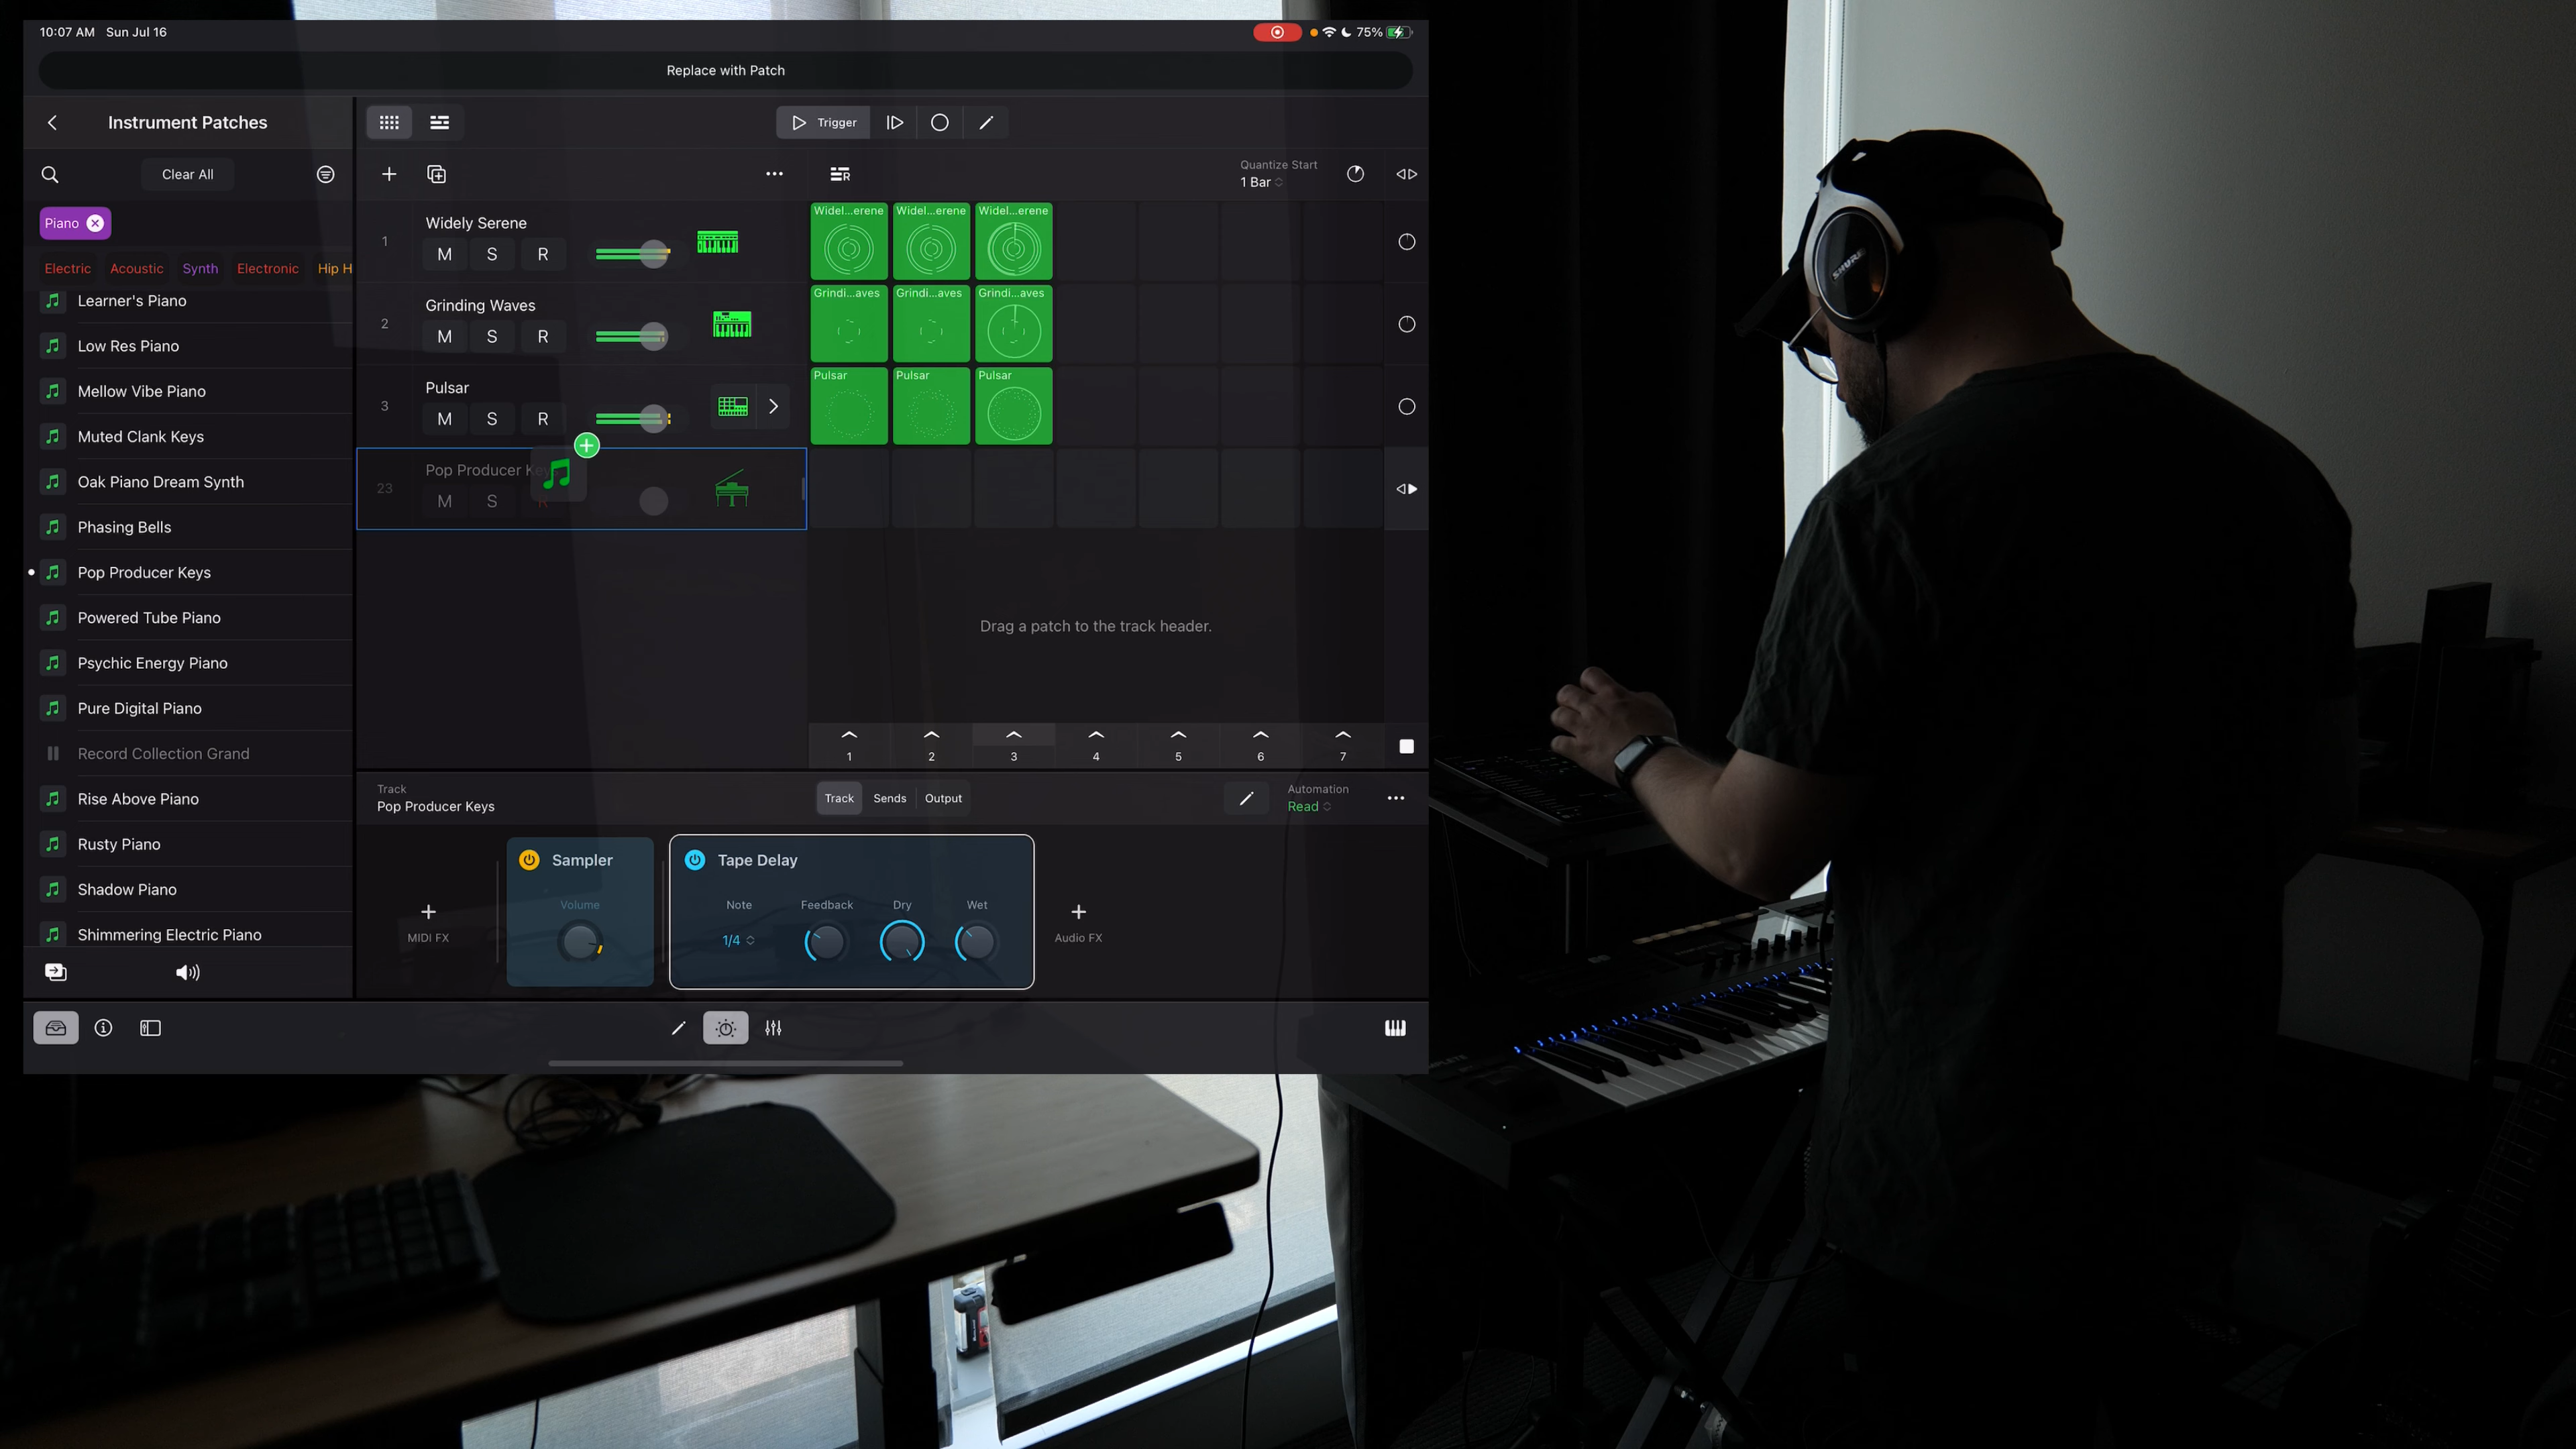 10:07 AM Sun Jul 16
75%
Replace with Patch
Instrument Patches
Trigger
Clear All
Quantize Start
1 Bar
Piano
Electric Acoustic Synth Electronic Hip H
Learner's Piano
Low Res Piano
Mellow Vibe Piano
Muted Clank Keys
Oak Piano Dream Synth
Phasing Bells
Pop Producer Keys
Powered Tube Piano
Psychic Energy Piano
Pure Digital Piano
Record Collection Grand
Rise Above Piano
Rusty Piano
Shadow Piano
Shimmering Electric Piano
1
Widely Serene
M S R
Widel...erene Widel...erene Widel...erene
2
Grinding Waves
M S R
Grindi...aves Grindi...aves Grindi...aves
3
Pulsar
M S R
Pulsar Pulsar Pulsar
23
Pop Producer Ke
M S R
Drag a patch to the track header.
1 2 3 4 5 6 7
Track
Pop Producer Keys
Track Sends Output
Automation
Read
MIDI FX
Sampler
Volume
Tape Delay
Note Feedback Dry Wet
1/4
Audio FX
SHURE